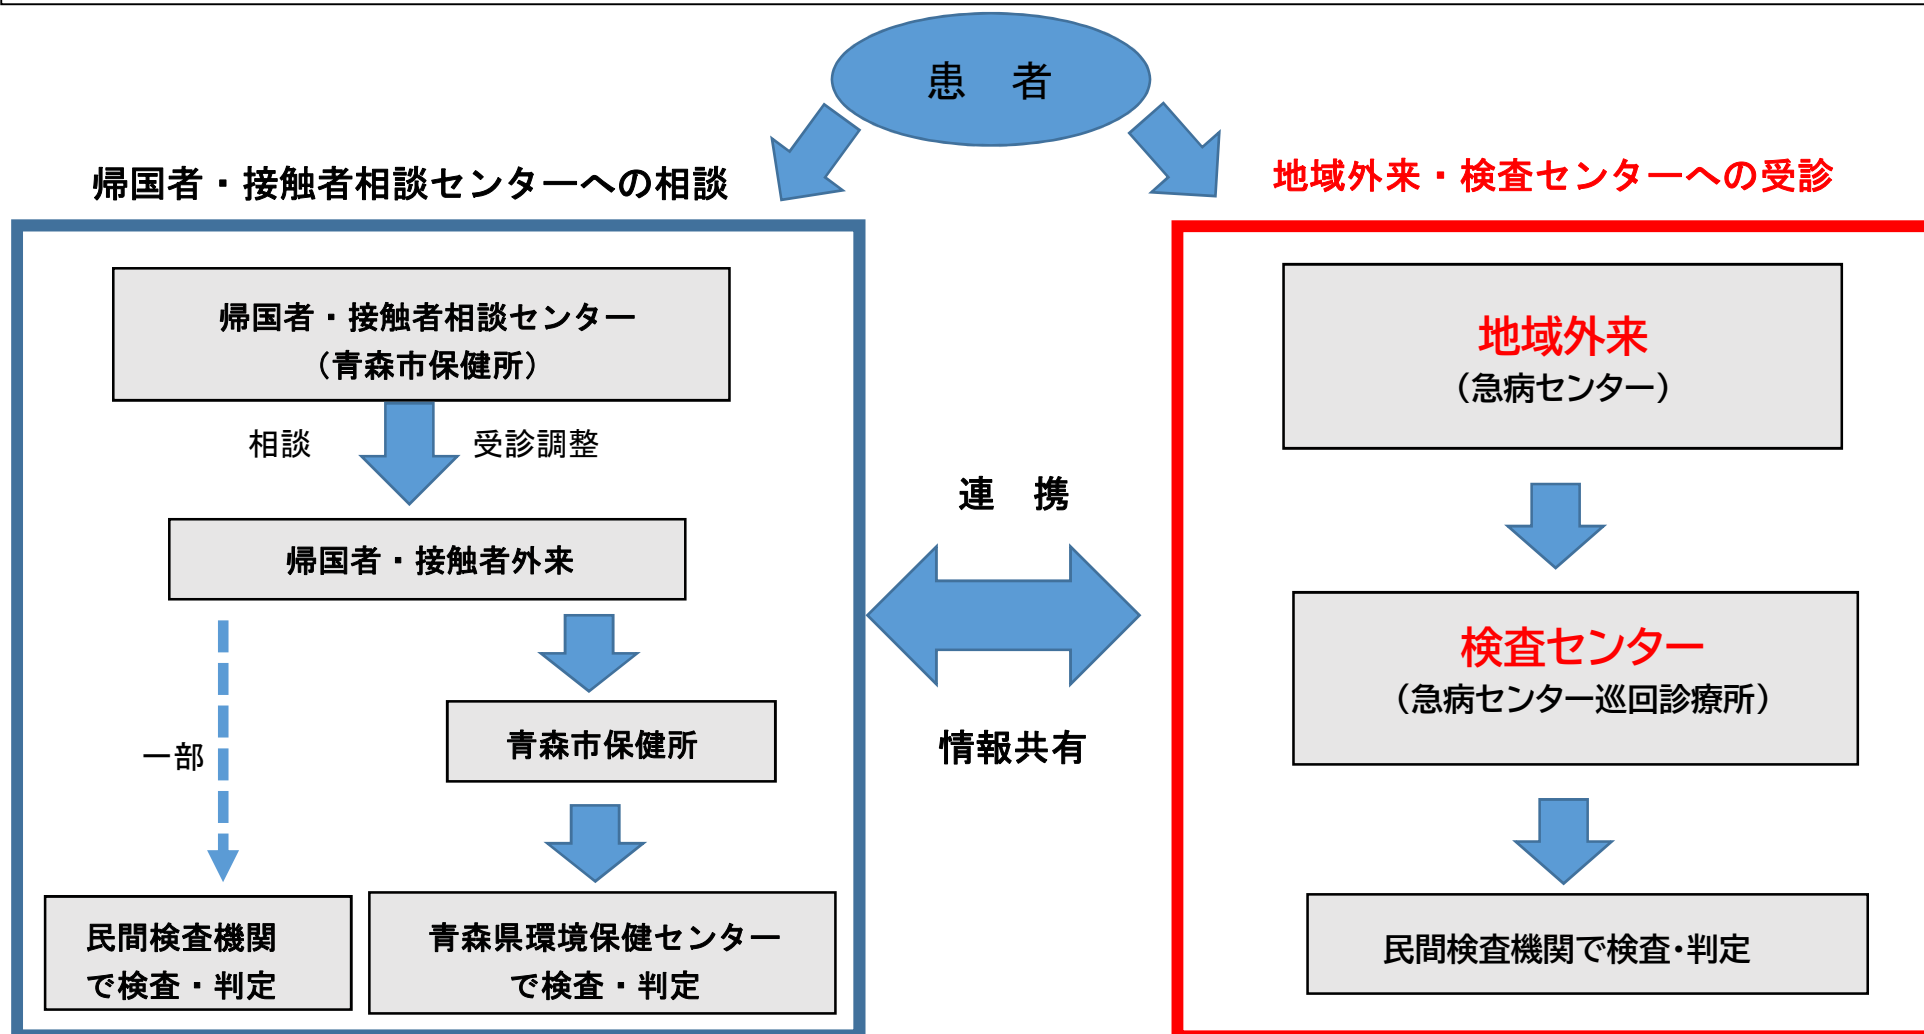 患　者
帰国者・接触者相談センターへの相談
帰国者・接触者相談センター
（青森市保健所）
相談
受診調整
帰国者・接触者外来
一部
青森市保健所
民間検査機関
で検査・判定
青森県環境保健センター
で検査・判定
連　携
情報共有
地域外来・検査センターへの受診
地域外来
（急病センター）
検査センター
（急病センター巡回診療所）
民間検査機関で検査・判定